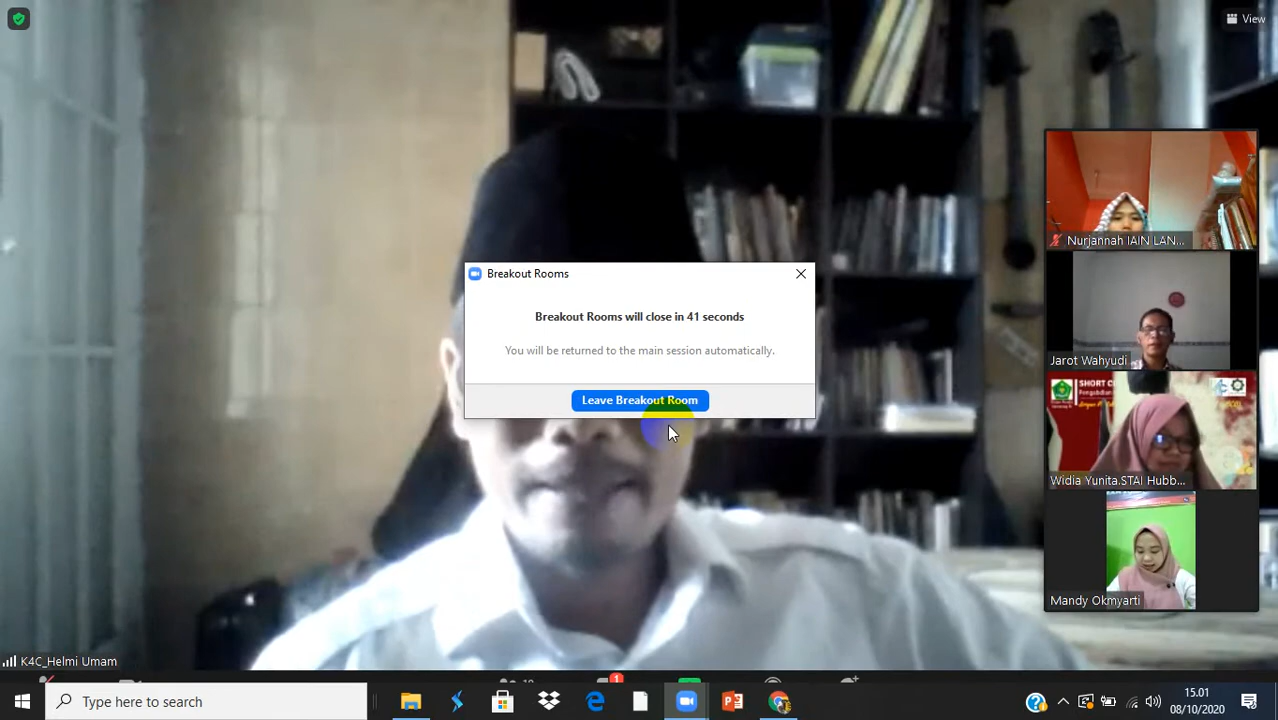 View
Breakout Rooms
Breakout Rooms will close in 41 seconds
You will be returned to the main session automatically.
Leave Breakout Room
Nurjannah IAIN LAN...
Jarot Wahyudi
SHORT C
Widia Yunita.STAI Hubb...
Mandy Okmyarti
K4C_Helmi Umam
1
Type here to search
15.01
08/10/2020